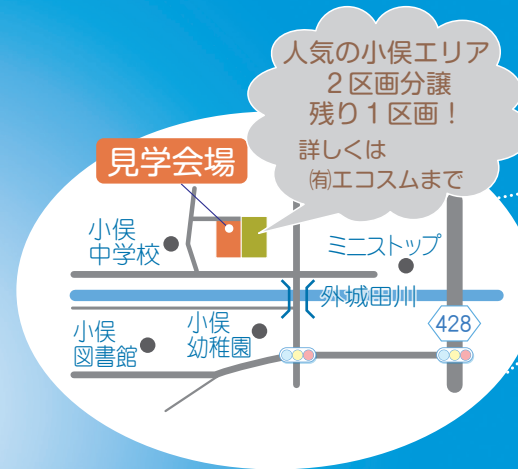 人気の小俣エリア
２区画分譲
残り１区画！
詳しくは
㈲エコスムまで
見学会場
小俣
中学校
ミニストップ
外城田川
428
小俣
図書館
小俣
幼稚園